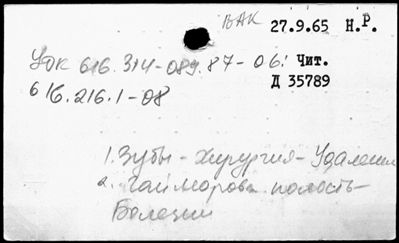 ВАК 27.9.65 Н.Р.
УДК 616.314-089.87-06: Чит.
616.216.1-08 Д 35789
1. Зубы - хирургия - Удаление
2. Гайморова полость -
Болезни